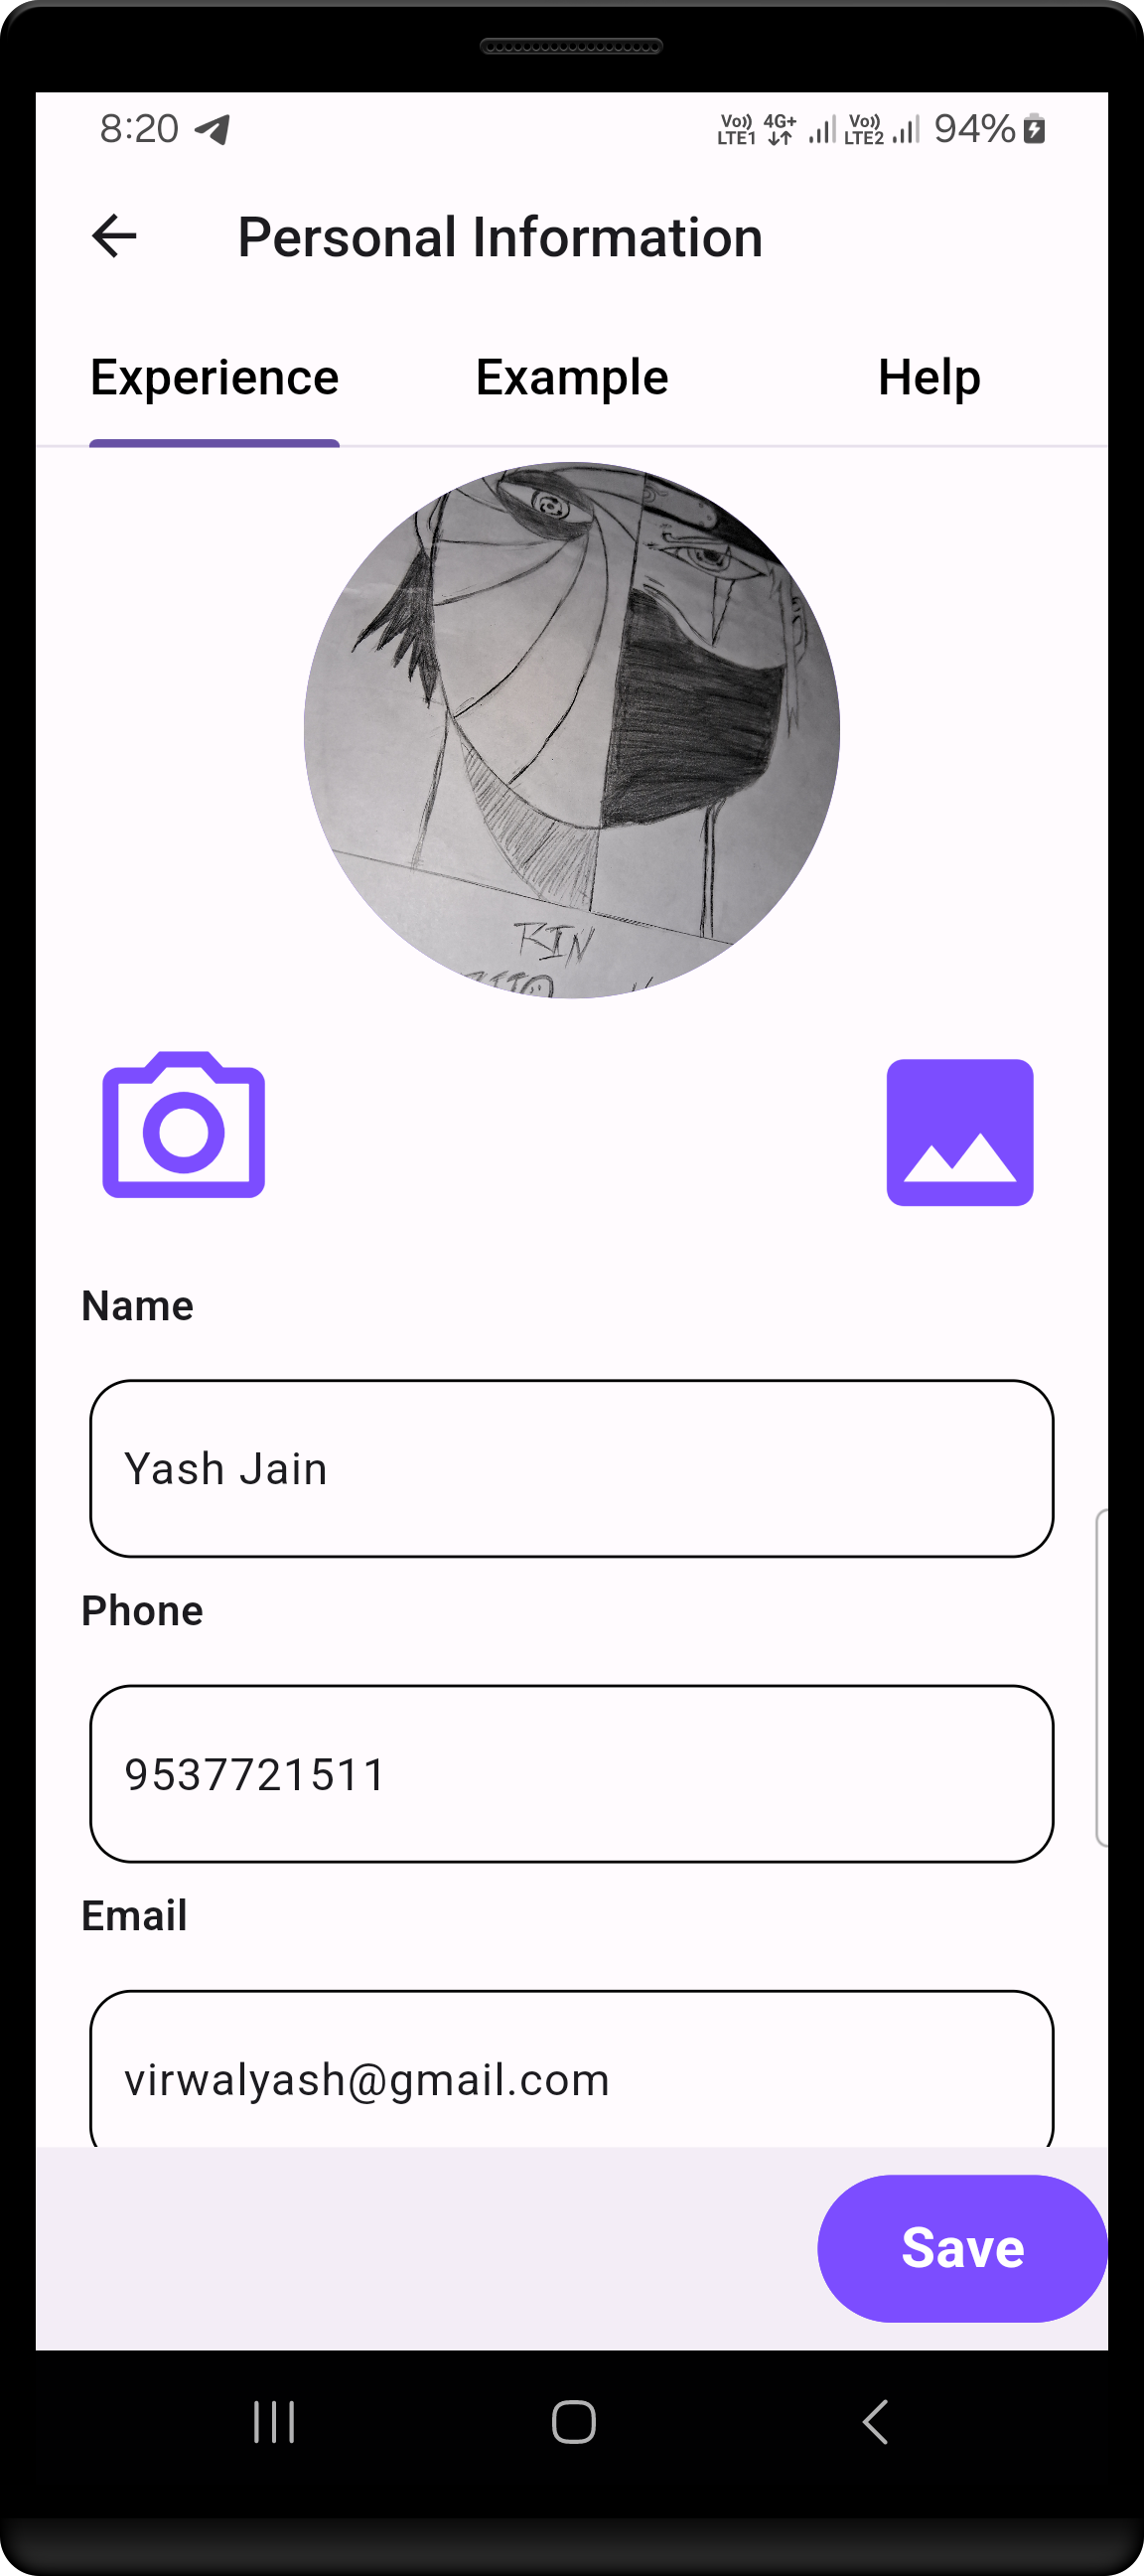 8:20 Vo)) LTE1 4G+ Vo)) LTE2 94%
Personal Information
Experience Example Help
RIN
Name
Yash Jain
Phone
9537721511
Email
virwalyash@gmail.com
Save